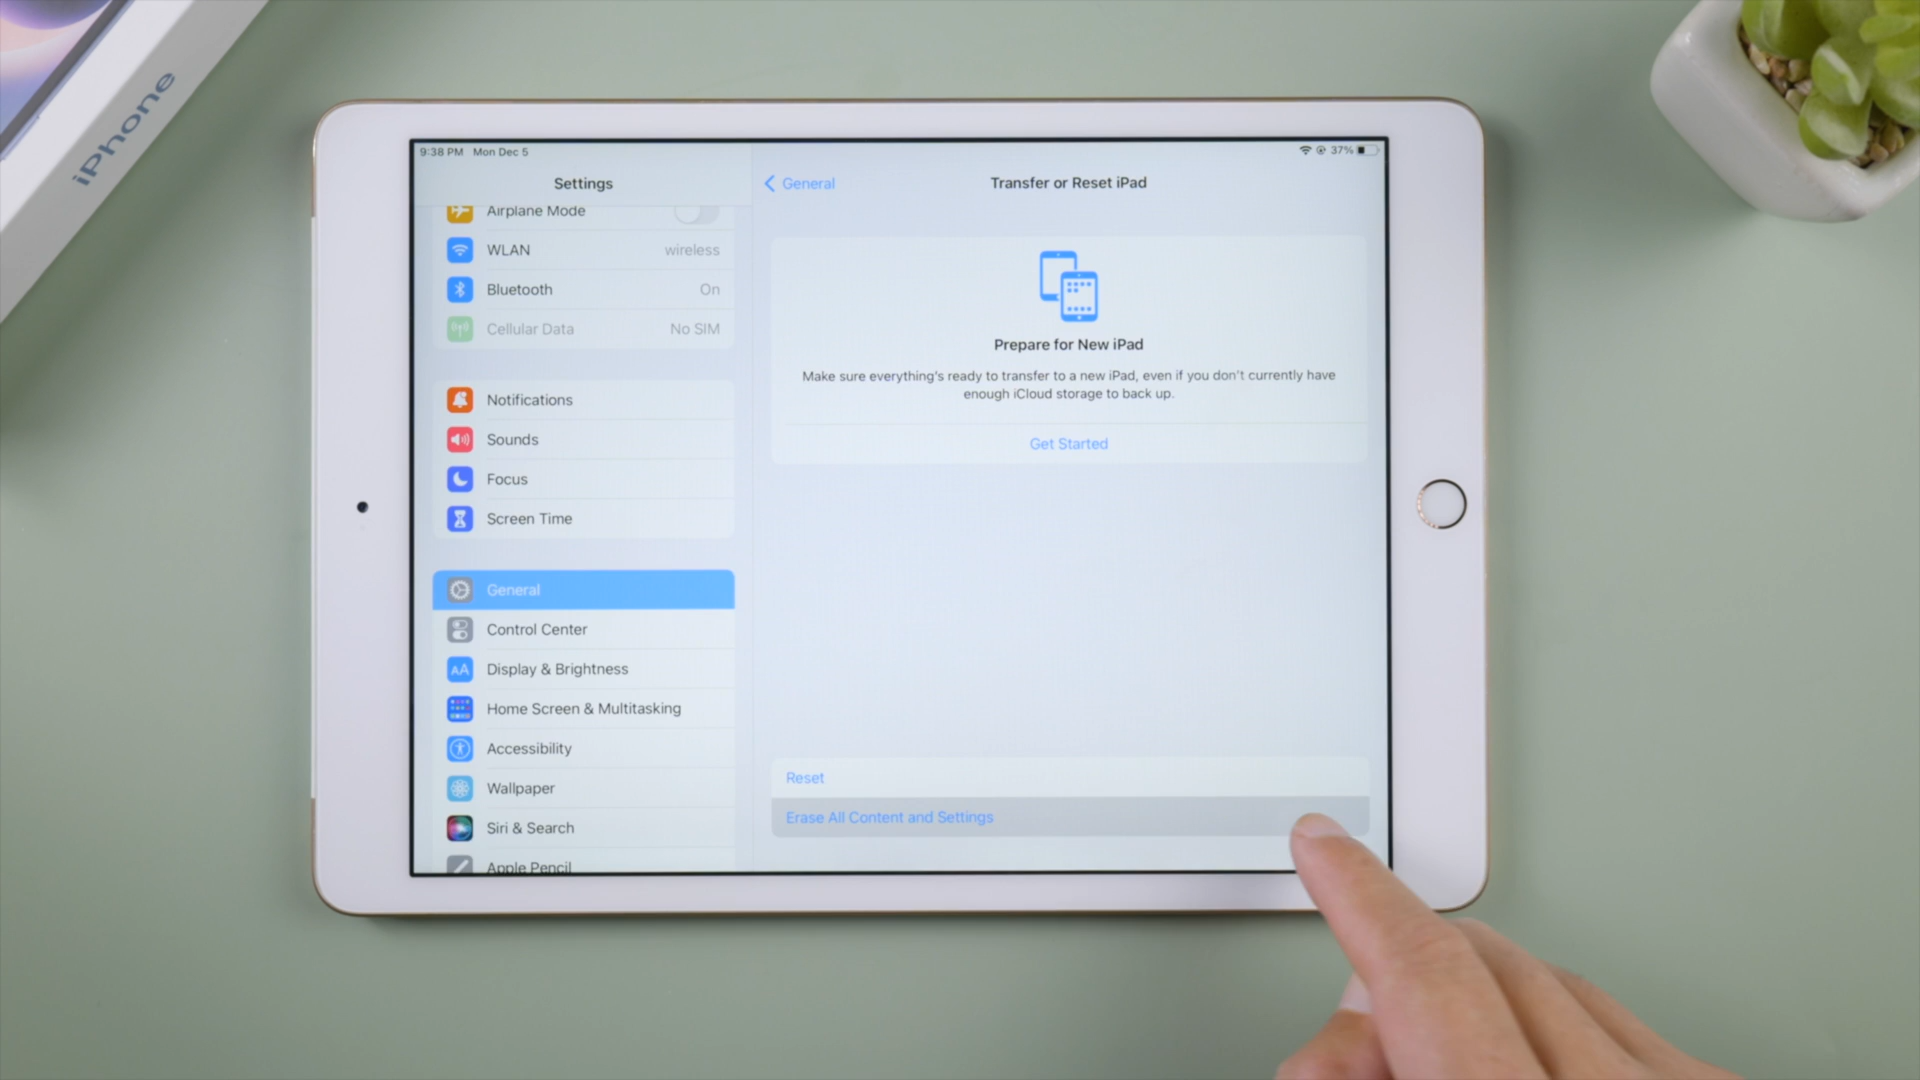 iPhone
9:38 PM Mon Dec 5
37%
Settings
Airplane Mode
WLAN wireless
Bluetooth On
Cellular Data No SIM
Notifications
Sounds
Focus
Screen Time
General
Control Center
AA Display & Brightness
Home Screen & Multitasking
Accessibility
Wallpaper
Siri & Search
Apple Pencil
General
Transfer or Reset iPad
Prepare for New iPad
Make sure everything's ready to transfer to a new iPad, even if you don't currently have
enough iCloud storage to back up.
Get Started
Reset
Erase All Content and Settings